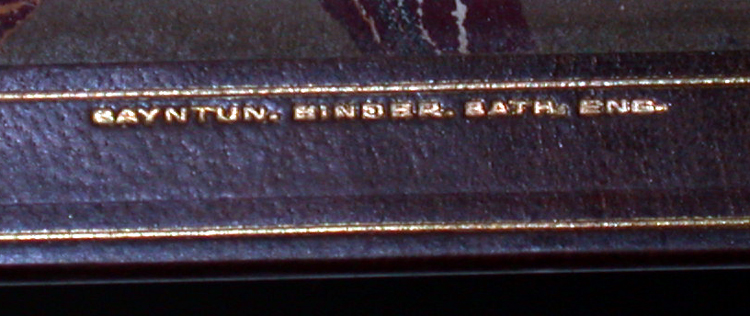 BAYNTUN. BINDER. BATH. ENG.